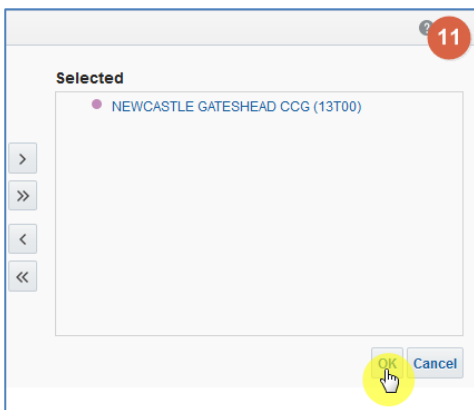 ?
11
Selected
NEWCASTLE GATESHEAD CCG (13T00)
>
>>
<
<<
OK Cancel